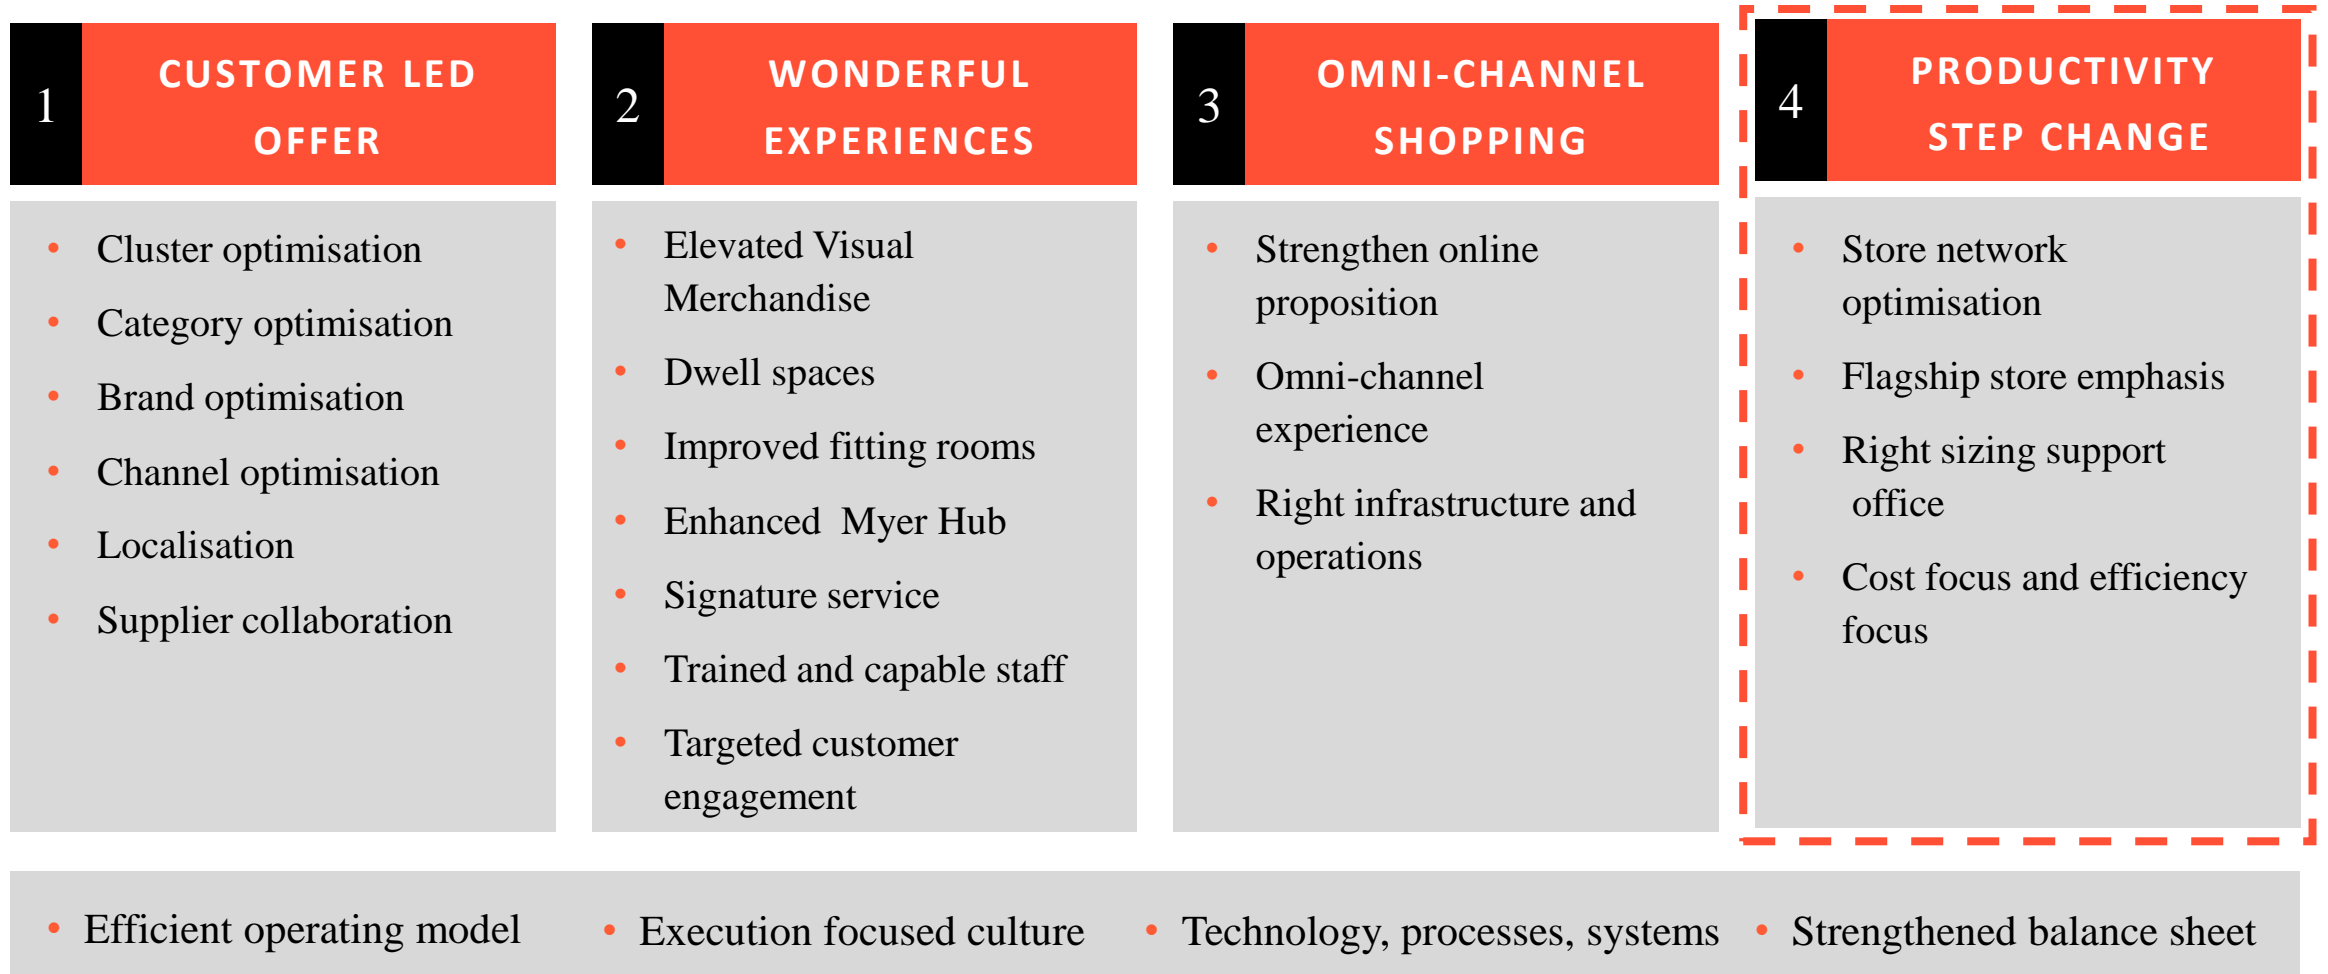 1
CUSTOMER LED
OFFER
• Cluster optimisation
• Category optimisation
• Brand optimisation
• Channel optimisation
• Localisation
• Supplier collaboration
2
WONDERFUL
EXPERIENCES
• Elevated Visual
Merchandise
• Dwell spaces
• Improved fitting rooms
• Enhanced  Myer Hub
• Signature service
• Trained and capable staff
• Targeted customer
engagement
3
OMNI-CHANNEL
SHOPPING
• Strengthen online
proposition
• Omni-channel
experience
• Right infrastructure and
operations
4
PRODUCTIVITY
STEP CHANGE
• Store network
optimisation
• Flagship store emphasis
• Right sizing support
office
• Cost focus and efficiency
focus
• Efficient operating model
• Execution focused culture
• Technology, processes, systems
• Strengthened balance sheet